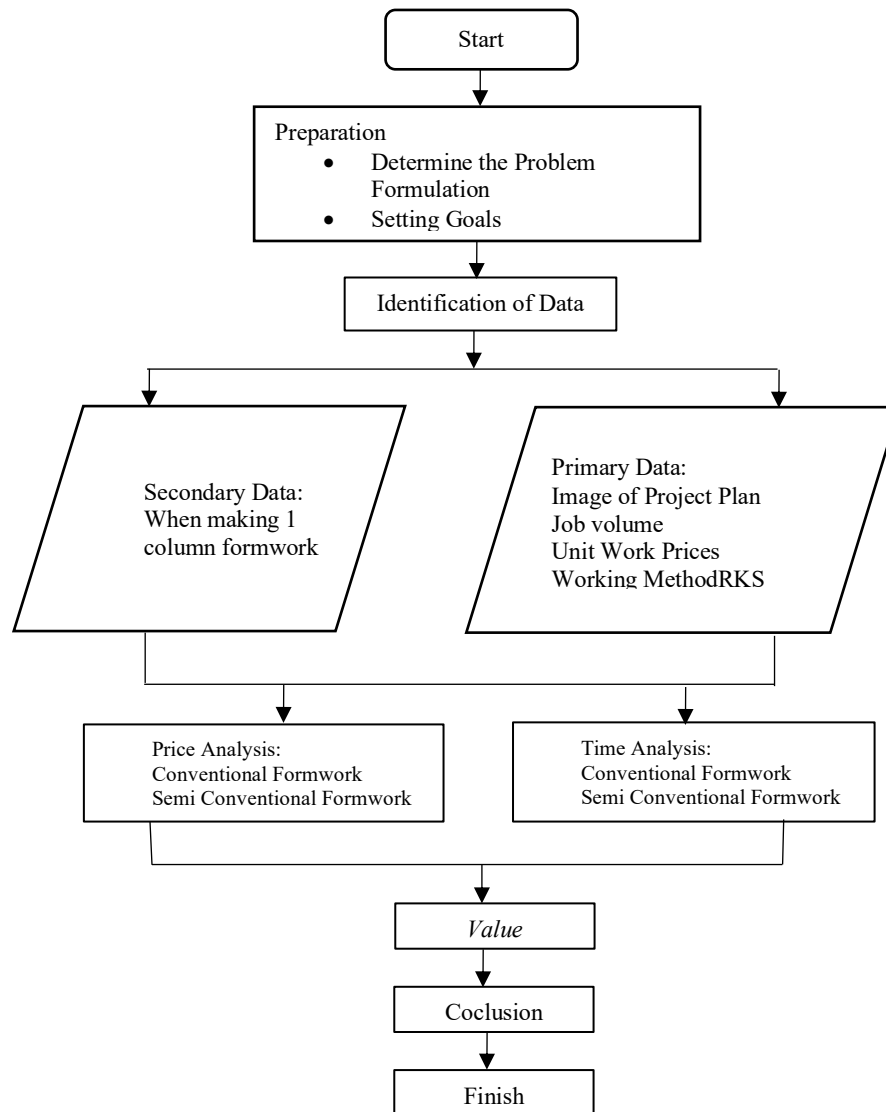 Start
Preparation
• Determine the Problem
Formulation
• Setting Goals
Identification of Data
Secondary Data:
When making 1
column formwork
Primary Data:
Image of Project Plan
Job volume
Unit Work Prices
Working MethodRKS
Price Analysis:
Conventional Formwork
Semi Conventional Formwork
Time Analysis:
Conventional Formwork
Semi Conventional Formwork
Value
Coclusion
Finish